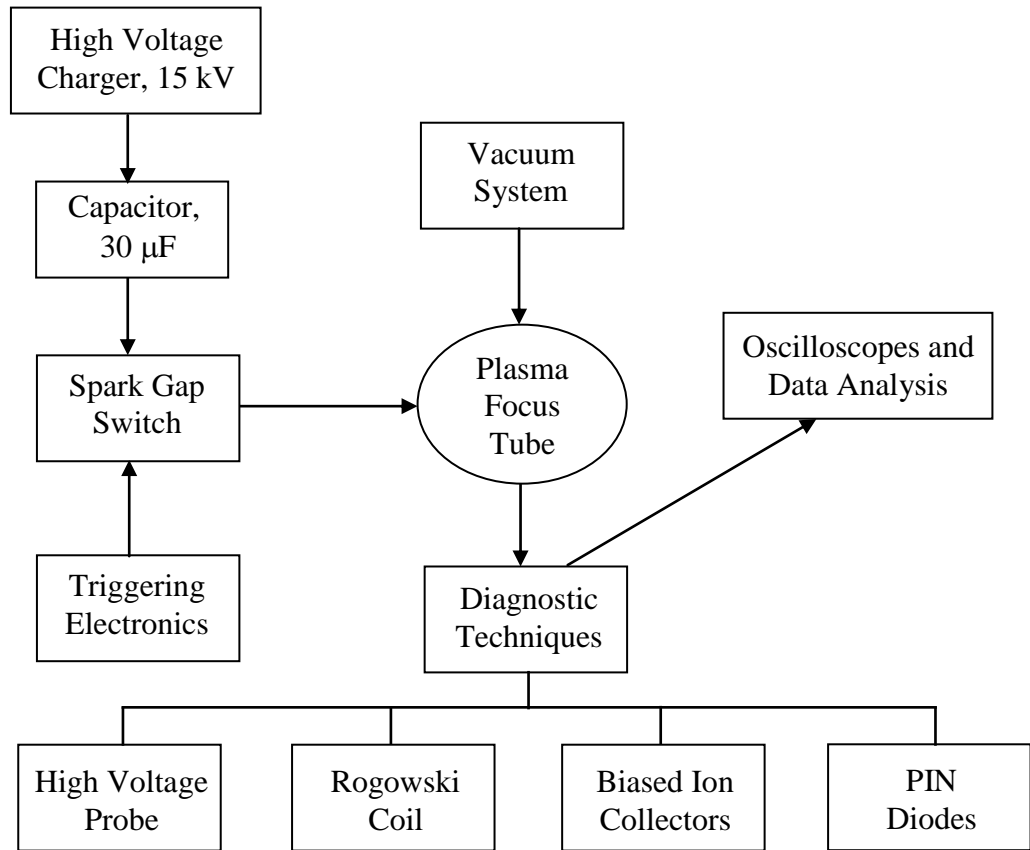 High Voltage
Charger, 15 kV
Vacuum
System
Capacitor,
30 μF
Oscilloscopes and
Data Analysis
Spark Gap
Switch
Plasma
Focus
Tube
Triggering
Electronics
Diagnostic
Techniques
High Voltage
Probe
Rogowski
Coil
Biased Ion
Collectors
PIN
Diodes